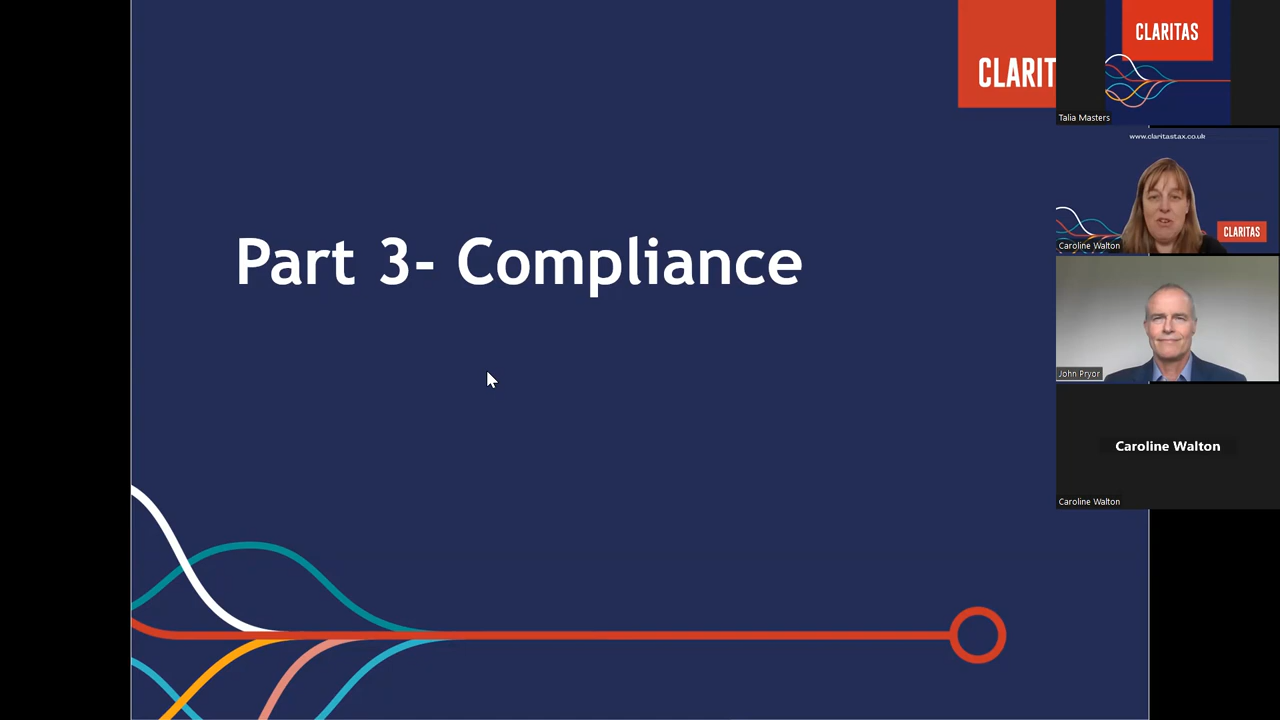 CLARIT
Part 3- Compliance
CLARITAS
Talia Masters
www.claritastax.co.uk
CLARITAS
Caroline Walton
John Pryor
Caroline Walton
Caroline Walton